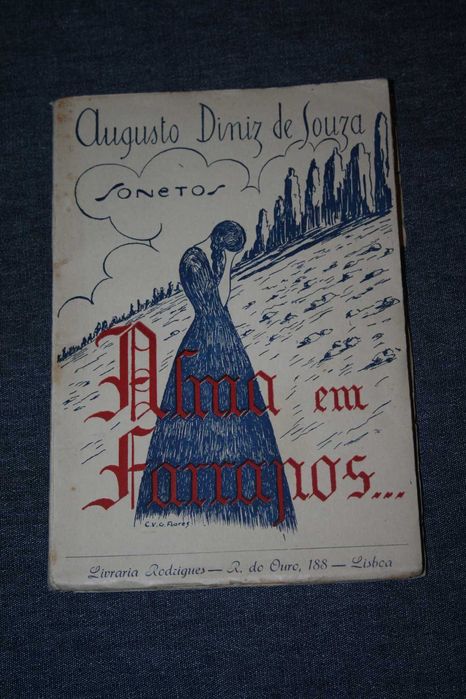 Augusto Diniz de Souza
SONETOS
Alma em
Farrapos...
C.V.G. Flores
Livraria Rodrigues — R. do Ouro, 188 — Lisboa